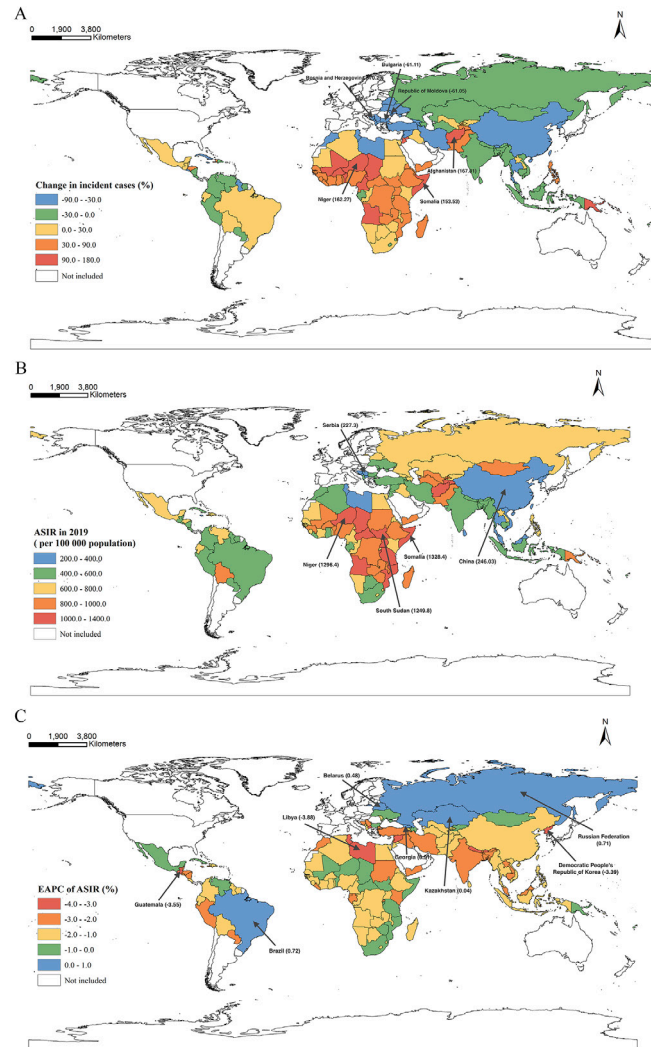 A
N
0 1,900 3,800
Kilometers
Bulgaria (-61.11)
Bosnia and Herzegovina
Republic of Moldova (-61.05)
Afghanistan
Niger (182.27)
Somalia (153.53)
Change in incident cases (%)
-90.0 - -30.0
-30.0 - 0.0
0.0 - 30.0
30.0 - 90.0
90.0 - 180.0
Not included
B
N
0 1,900 3,800
Kilometers
Serbia (227.3)
Niger (1296.4)
Somalia (1328.4)
China (246.03)
South Sudan (1349.8)
ASIR in 2019
( per 100 000 population)
200.0 - 400.0
400.0 - 600.0
600.0 - 800.0
800.0 - 1000.0
1000.0 - 1400.0
Not included
C
N
0 1,900 3,800
Kilometers
Belarus (0.48)
Libya (-3.88)
Russian Federation
(0.71)
Georgia
Democratic People's
Republic of Korea (-3.39)
Kazakhstan (0.04)
Guatemala (-3.55)
Brazil (0.72)
EAPC of ASIR (%)
-4.0 - -3.0
-3.0 - -2.0
-2.0 - -1.0
-1.0 - 0.0
0.0 - 1.0
Not included